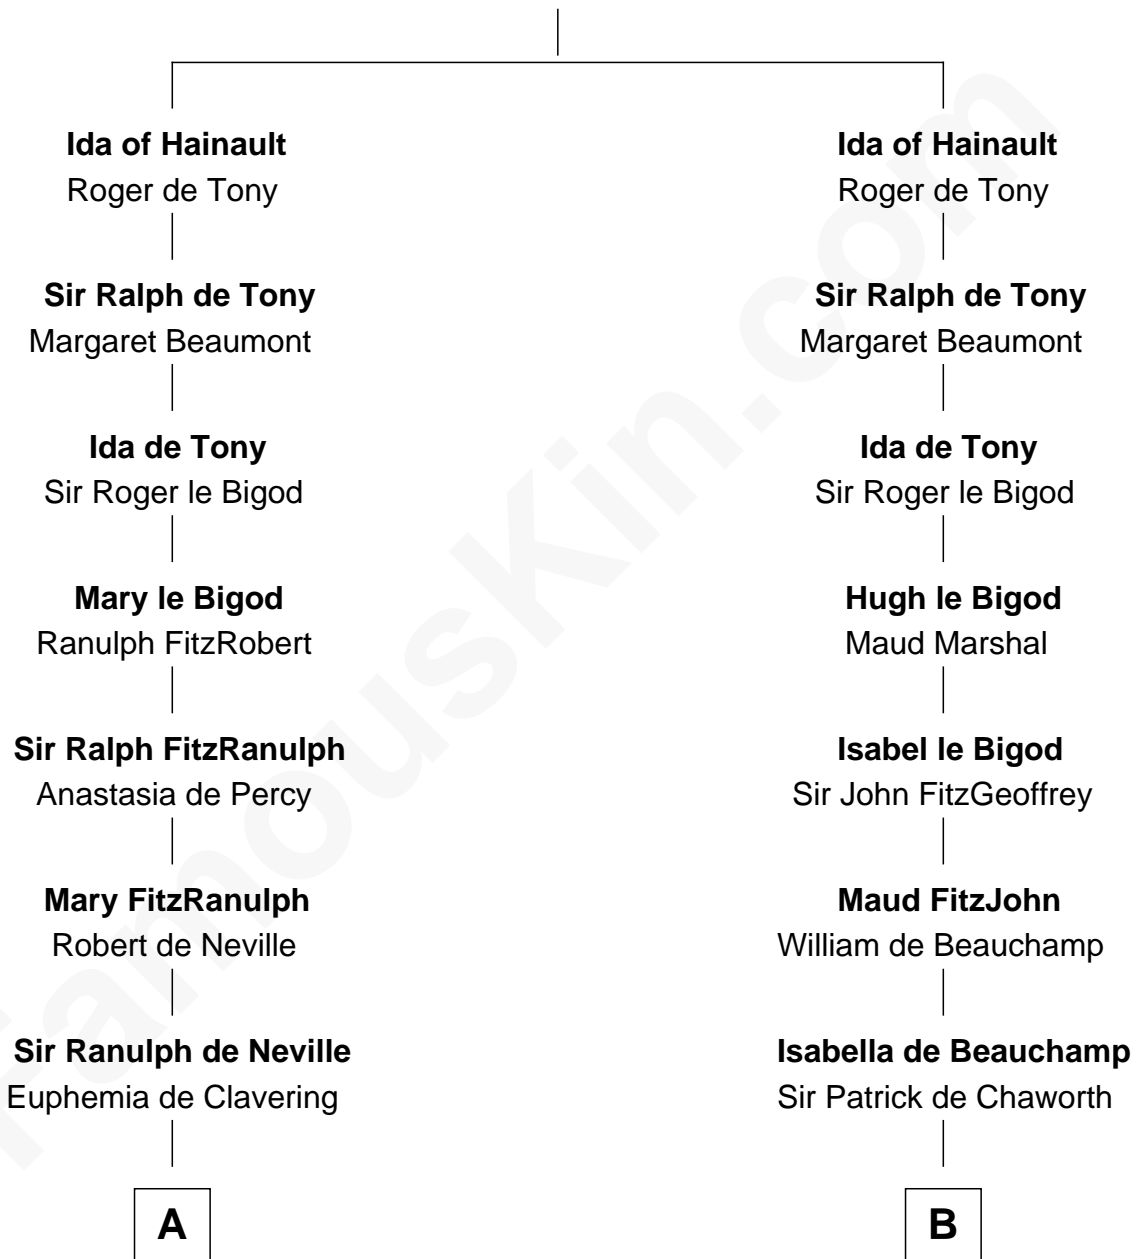 Ida of Hainault
Roger de Tony
Sir Ralph de Tony
Margaret Beaumont
Ida de Tony
Sir Roger le Bigod
Mary le Bigod
Ranulph FitzRobert
Sir Ralph FitzRanulph
Anastasia de Percy
Mary FitzRanulph
Robert de Neville
Sir Ranulph de Neville
Euphemia de Clavering
A
Ida of Hainault
Roger de Tony
Sir Ralph de Tony
Margaret Beaumont
Ida de Tony
Sir Roger le Bigod
Hugh le Bigod
Maud Marshal
Isabel le Bigod
Sir John FitzGeoffrey
Maud FitzJohn
William de Beauchamp
Isabella de Beauchamp
Sir Patrick de Chaworth
B
FamousKin.com